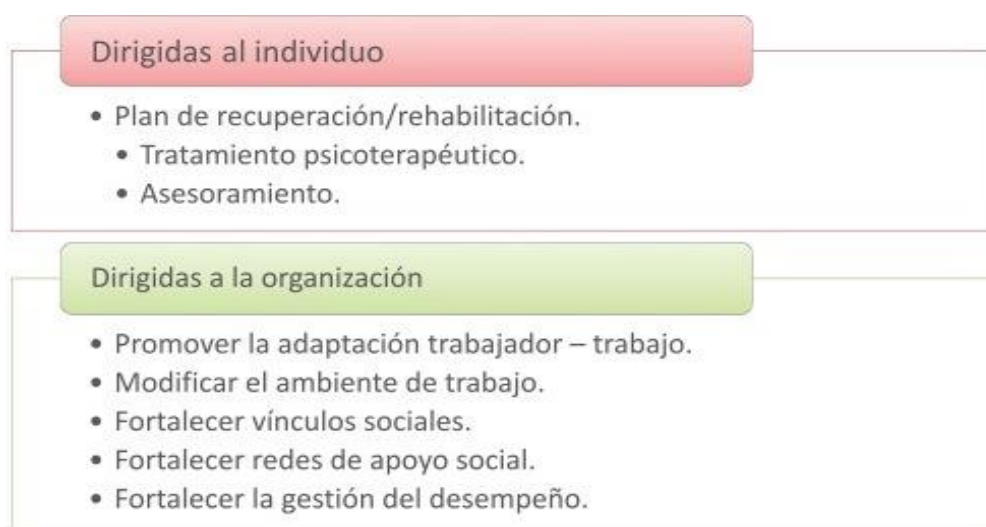 Dirigidas al individuo
• Plan de recuperación/rehabilitación.
• Tratamiento psicoterapéutico.
• Asesoramiento.
Dirigidas a la organización
• Promover la adaptación trabajador – trabajo.
• Modificar el ambiente de trabajo.
• Fortalecer vínculos sociales.
• Fortalecer redes de apoyo social.
• Fortalecer la gestión del desempeño.